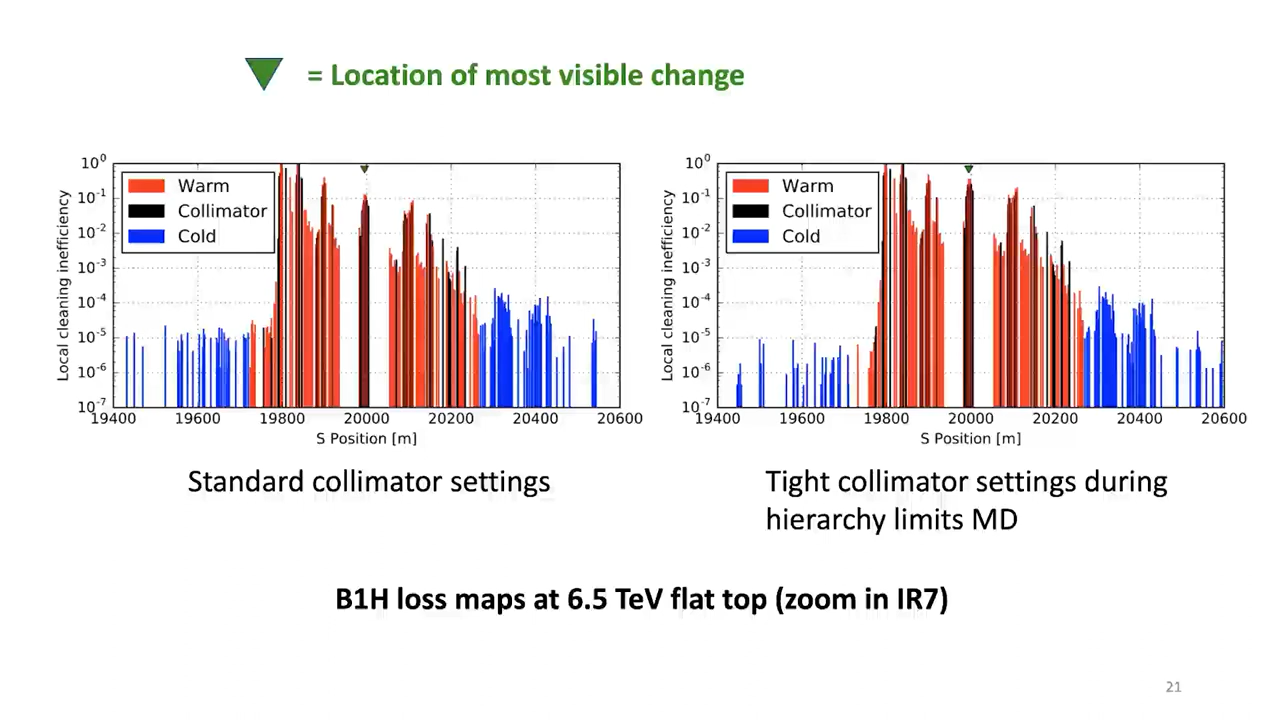 = Location of most visible change
10^0
10^-1
10^-2
10^-3
10^-4
10^-5
10^-6
10^-7
Local cleaning inefficiency
Warm
Collimator
Cold
19400 19600 19800 20000 20200 20400 20600
S Position [m]
10^0
10^-1
10^-2
10^-3
10^-4
10^-5
10^-6
10^-7
Local cleaning inefficiency
Warm
Collimator
Cold
19400 19600 19800 20000 20200 20400 20600
S Position [m]
Standard collimator settings
Tight collimator settings during
hierarchy limits MD
B1H loss maps at 6.5 TeV flat top (zoom in IR7)
21